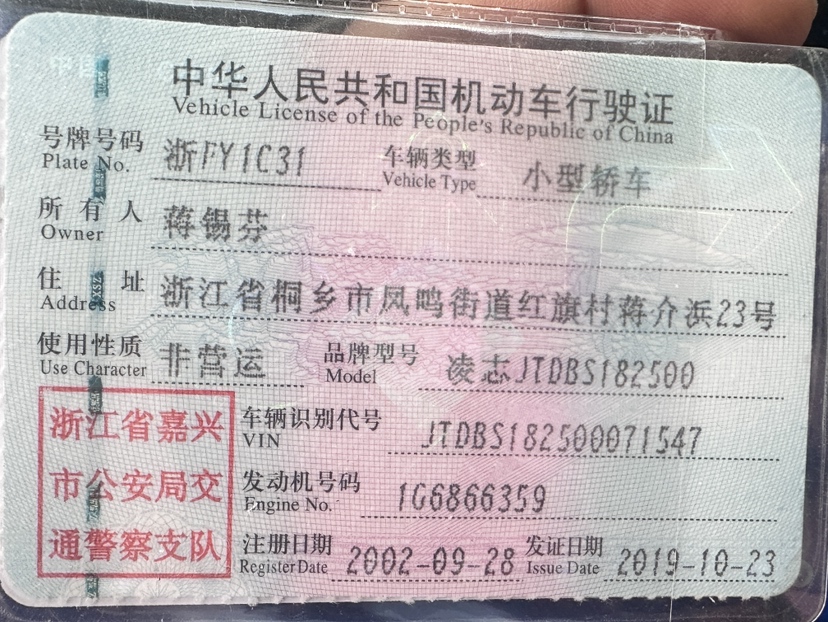 中华人民共和国机动车行驶证
Vehicle License of the People's Republic of China
号牌号码 浙FY1C31 车辆类型 小型轿车
Plate No. Vehicle Type
所有人 蒋锡芬
Owner
住址 浙江省桐乡市凤鸣街道红旗村蒋介浜23号
Address
使用性质 非营运 品牌型号 凌志JTDBS182500
Use Character Model
浙江省嘉兴
市公安局交
通警察支队
车辆识别代号 JTDBS182500071547
VIN
发动机号码 1G6866359
Engine No.
注册日期 2002-09-28 发证日期 2019-10-23
Register Date Issue Date